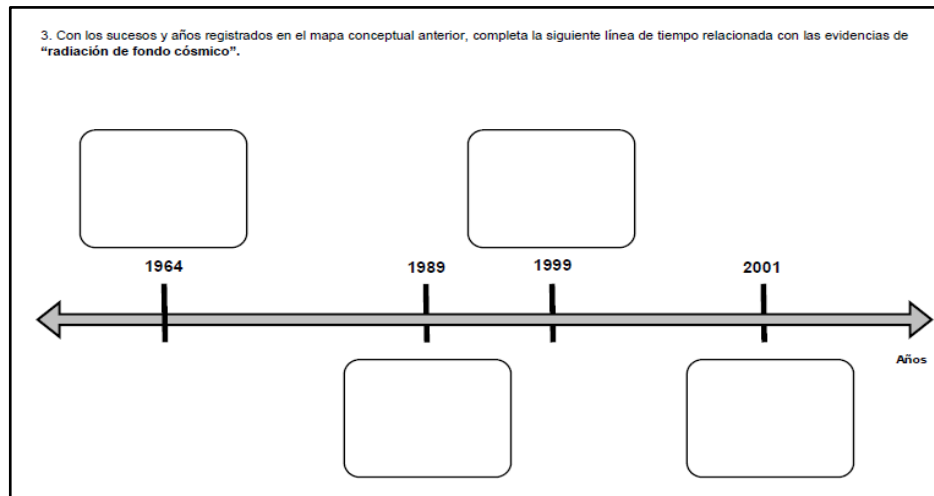 3. Con los sucesos y años registrados en el mapa conceptual anterior, completa la siguiente línea de tiempo relacionada con las evidencias de
“radiación de fondo cósmico”.
1964
1989
1999
2001
Años